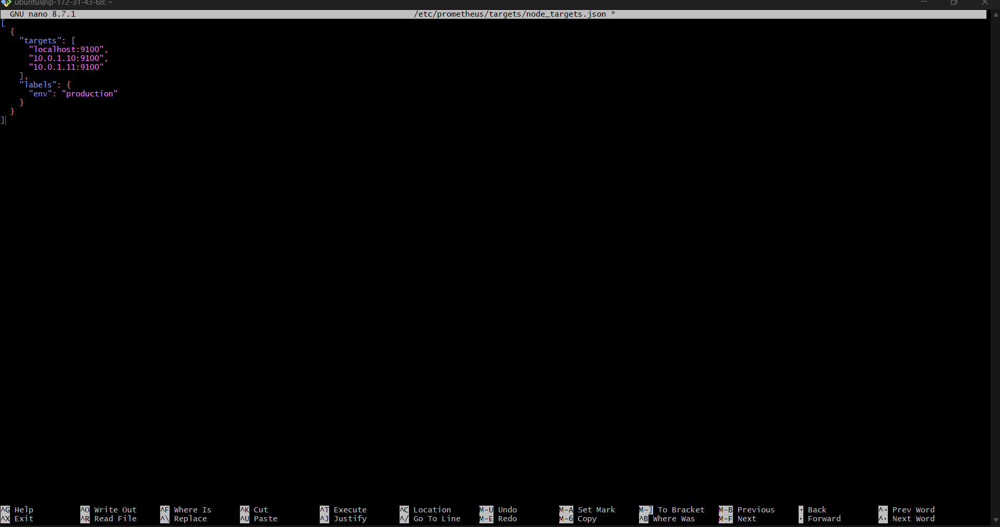 ubuntu@ip-172-31-43-68: ~
GNU nano 8.7.1 /etc/prometheus/targets/node_targets.json *
[
  {
    "targets": [
      "localhost:9100",
      "10.0.1.10:9100",
      "10.0.1.11:9100"
    ],
    "labels": {
      "env": "production"
    }
  }
]
^G Help ^O Write Out ^F Where Is ^K Cut ^T Execute ^C Location M-U Undo M-A Set Mark M-] To Bracket M-B Previous ◂ Back ^◂ Prev Word
^X Exit ^R Read File ^\ Replace ^U Paste ^J Justify ^/ Go To Line M-E Redo M-6 Copy ^B Where Was M-F Next ▸ Forward ^▸ Next Word